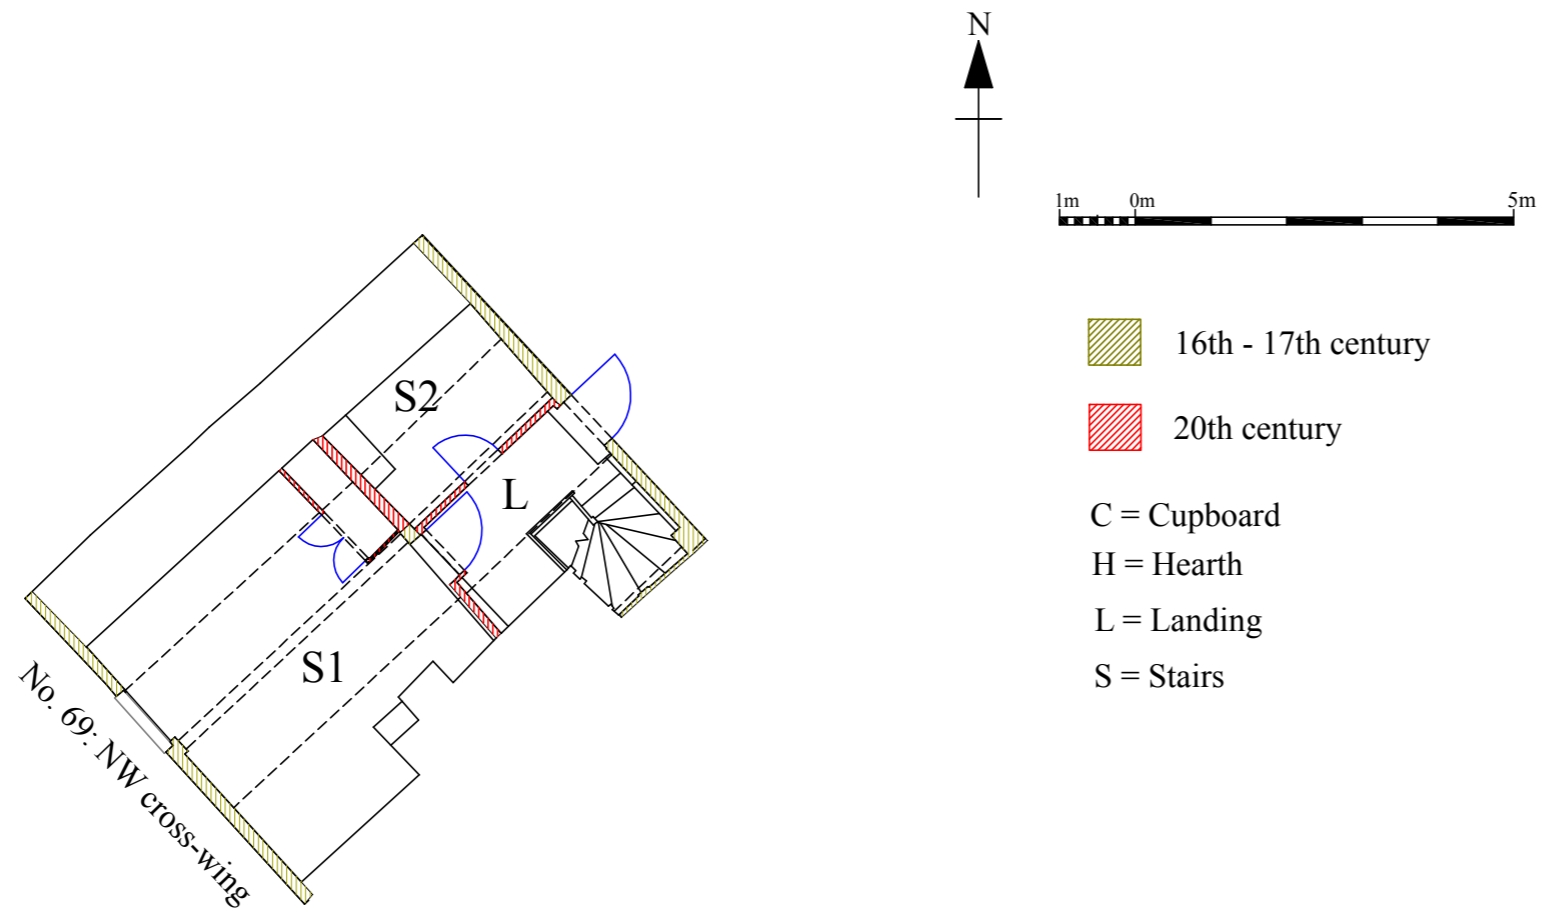 N
1m 0m 5m
16th - 17th century
20th century
C = Cupboard
H = Hearth
L = Landing
S = Stairs
S2
L
S1
No. 69: NW cross-wing